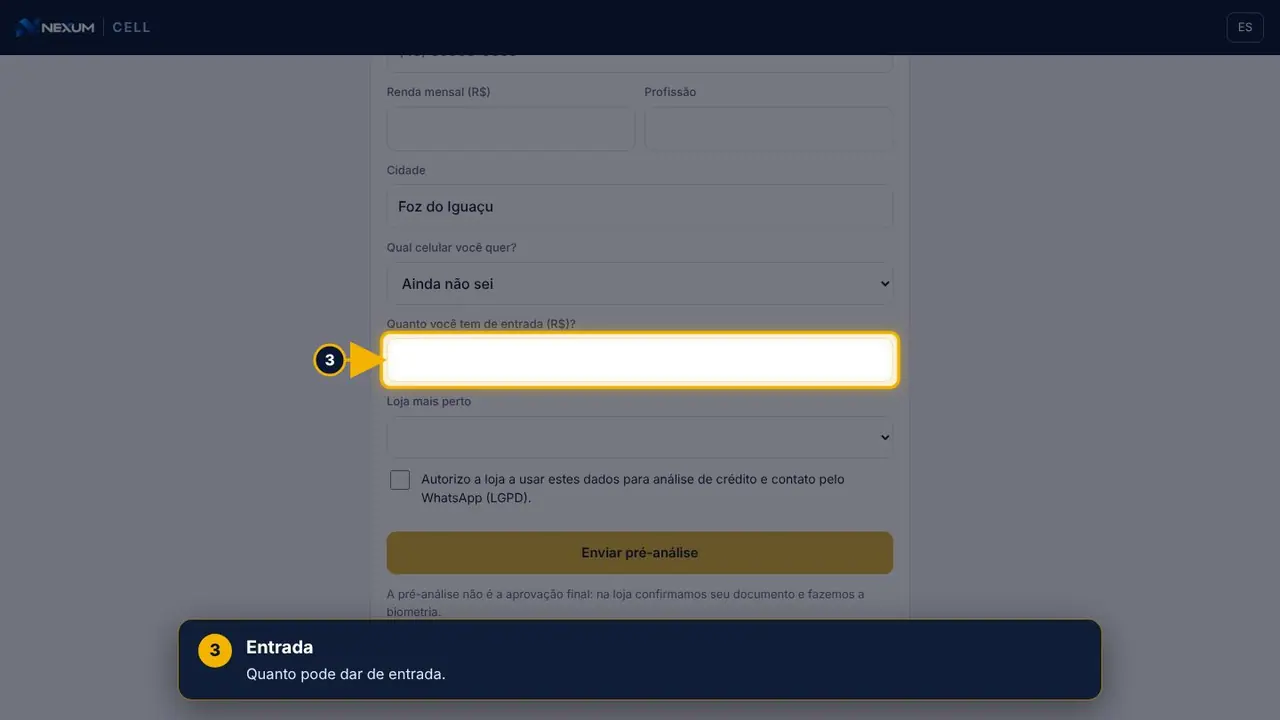 NEXUM CELL
ES
Renda mensal (R$) Profissão
Cidade
Foz do Iguaçu
Qual celular você quer?
Ainda não sei
Quanto você tem de entrada (R$)?
3
Loja mais perto
Autorizo a loja a usar estes dados para análise de crédito e contato pelo
WhatsApp (LGPD).
Enviar pré-análise
A pré-análise não é a aprovação final: na loja confirmamos seu documento e fazemos a
biometria.
3 Entrada
Quanto pode dar de entrada.